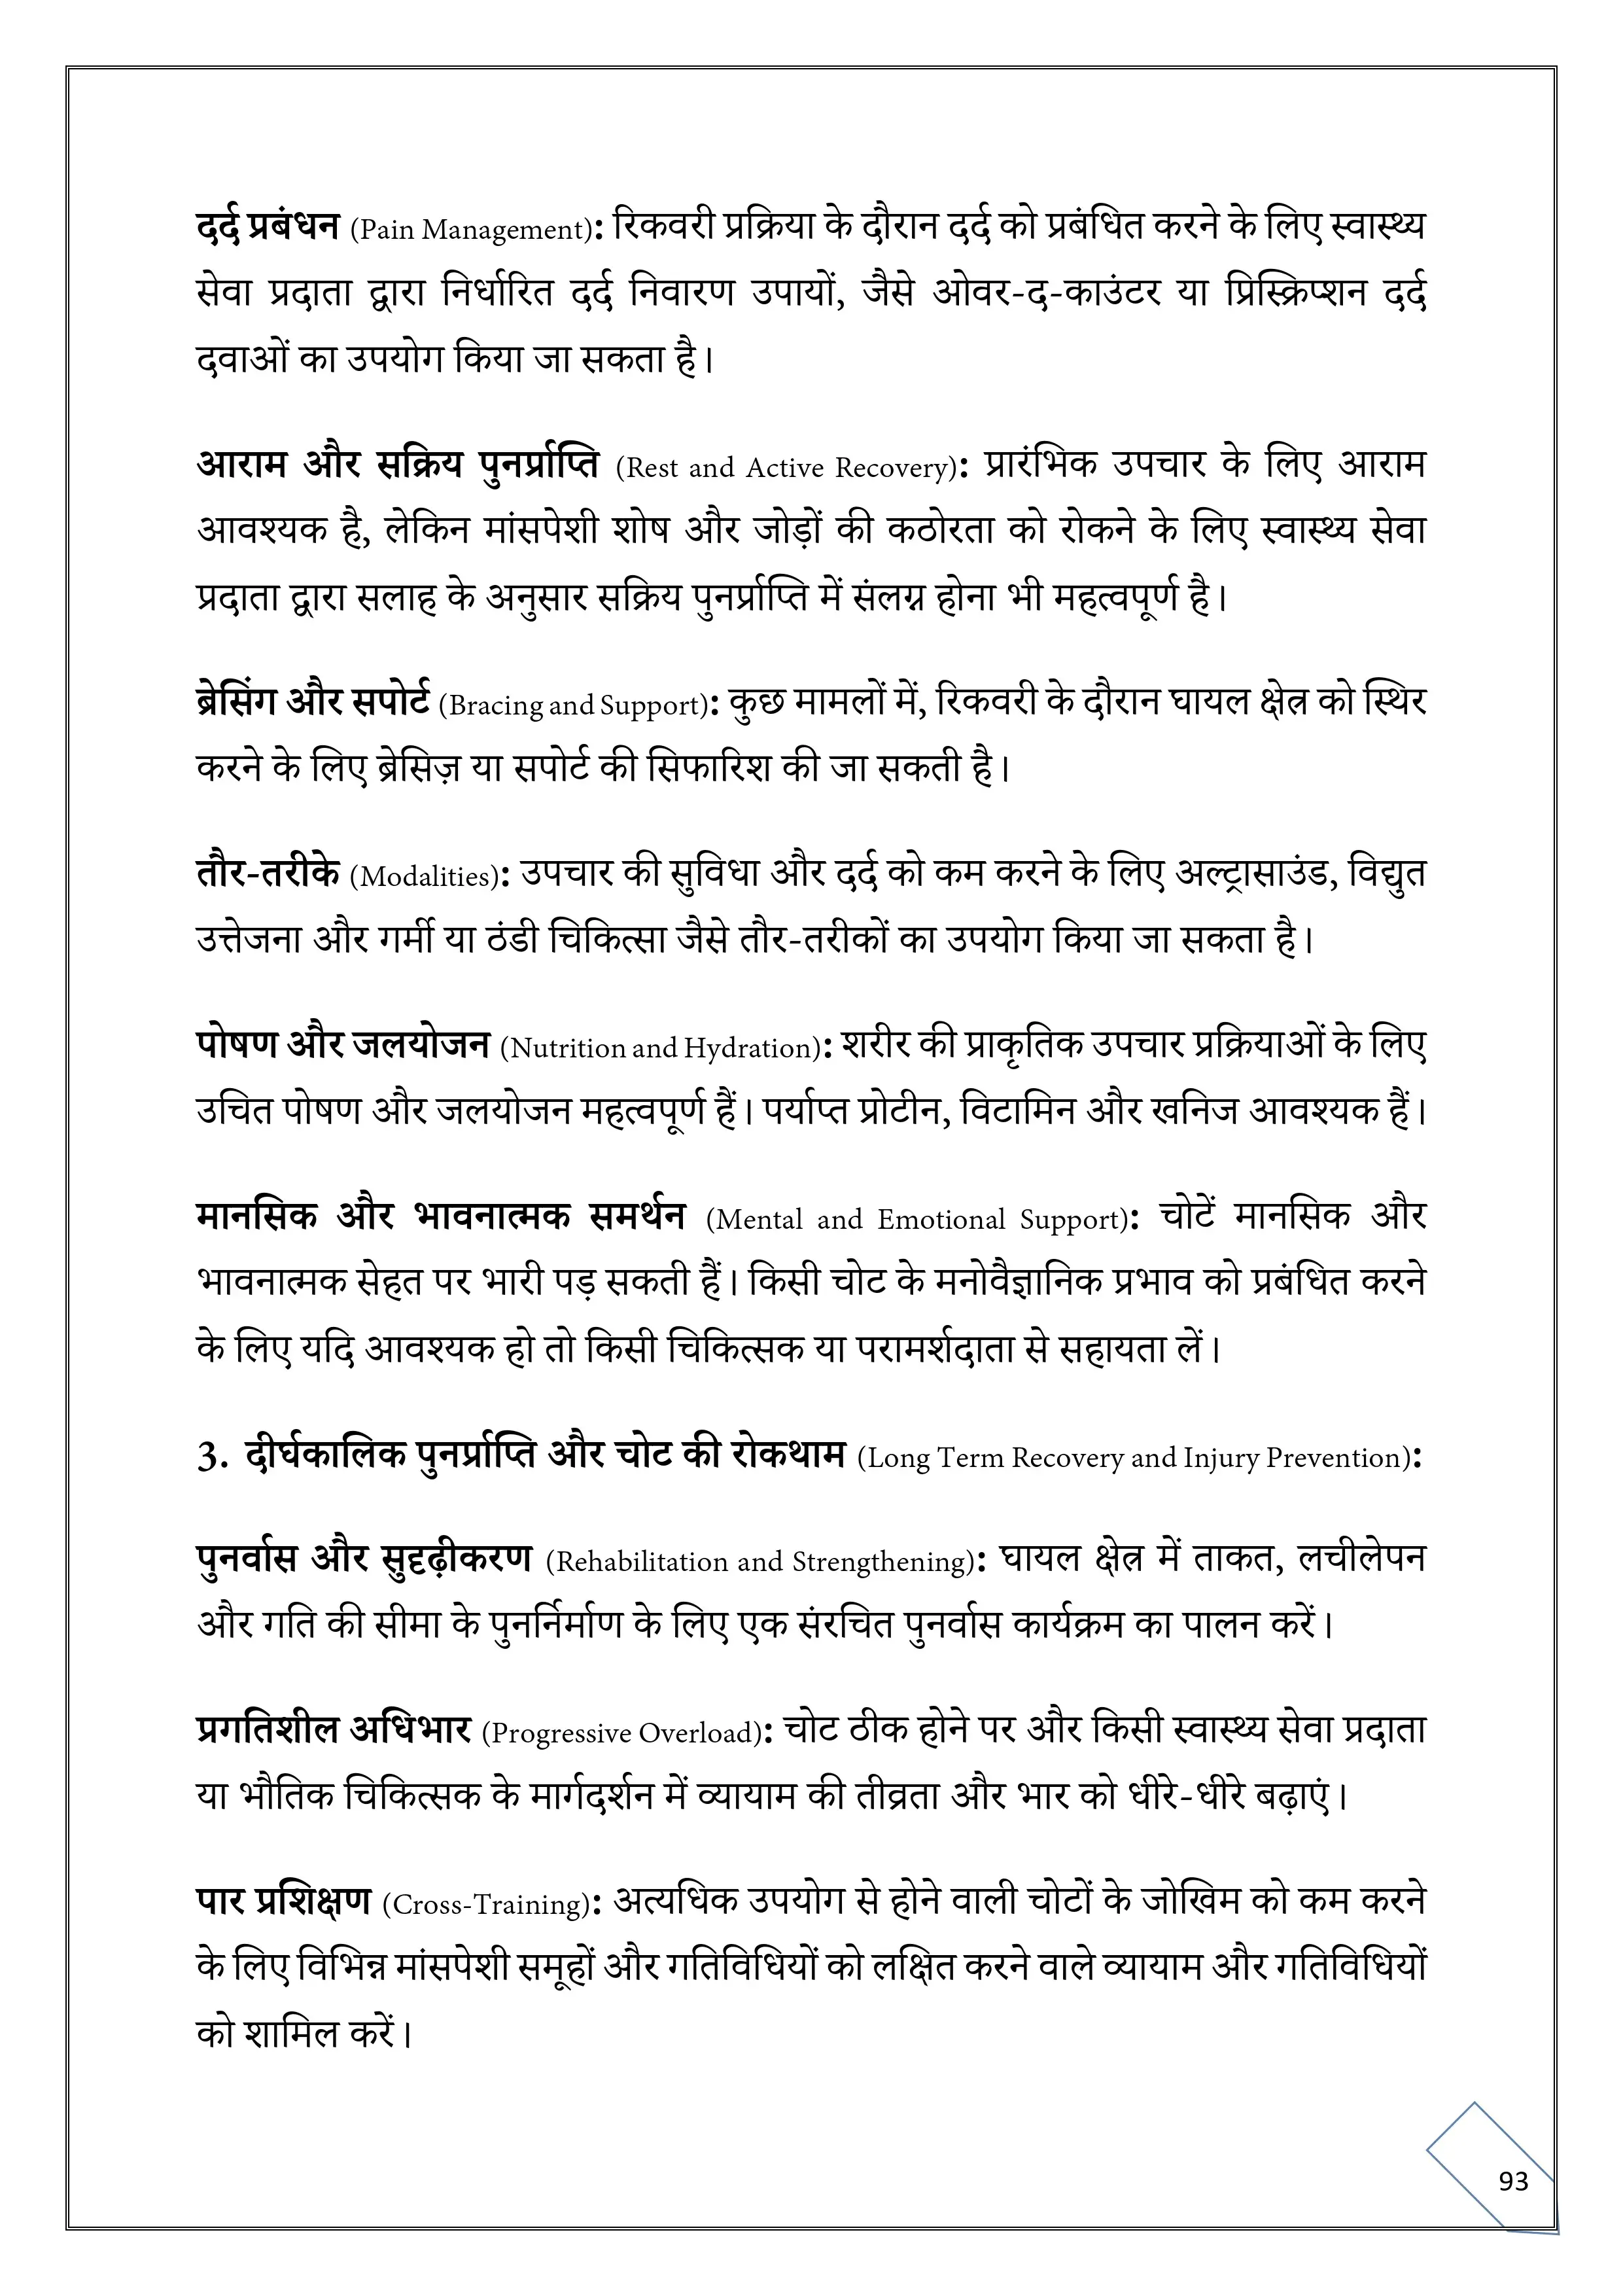 दर्द प्रबंधन (Pain Management): रिकवरी प्रक्रिया के दौरान दर्द को प्रबंधित करने के लिए स्वास्थ्य
सेवा प्रदाता द्वारा निर्धारित दर्द निवारण उपायों, जैसे ओवर-द-काउंटर या प्रिस्क्रिप्शन दर्द
दवाओं का उपयोग किया जा सकता है।
आराम और सक्रिय पुनर्प्राप्ति (Rest and Active Recovery): प्रारंभिक उपचार के लिए आराम
आवश्यक है, लेकिन मांसपेशी शोष और जोड़ों की कठोरता को रोकने के लिए स्वास्थ्य सेवा
प्रदाता द्वारा सलाह के अनुसार सक्रिय पुनर्प्राप्ति में संलग्न होना भी महत्वपूर्ण है।
ब्रेसिंग और सपोर्ट (Bracing and Support): कुछ मामलों में, रिकवरी के दौरान घायल क्षेत्र को स्थिर
करने के लिए ब्रेसिज़ या सपोर्ट की सिफारिश की जा सकती है।
तौर-तरीके (Modalities): उपचार की सुविधा और दर्द को कम करने के लिए अल्ट्रासाउंड, विद्युत
उत्तेजना और गर्मी या ठंडी चिकित्सा जैसे तौर-तरीकों का उपयोग किया जा सकता है।
पोषण और जलयोजन (Nutrition and Hydration): शरीर की प्राकृतिक उपचार प्रक्रियाओं के लिए
उचित पोषण और जलयोजन महत्वपूर्ण हैं। पर्याप्त प्रोटीन, विटामिन और खनिज आवश्यक हैं।
मानसिक और भावनात्मक समर्थन (Mental and Emotional Support): चोटें मानसिक और
भावनात्मक सेहत पर भारी पड़ सकती हैं। किसी चोट के मनोवैज्ञानिक प्रभाव को प्रबंधित करने
के लिए यदि आवश्यक हो तो किसी चिकित्सक या परामर्शदाता से सहायता लें।
3. दीर्घकालिक पुनर्प्राप्ति और चोट की रोकथाम (Long Term Recovery and Injury Prevention):
पुनर्वास और सुदृढ़ीकरण (Rehabilitation and Strengthening): घायल क्षेत्र में ताकत, लचीलेपन
और गति की सीमा के पुनर्निर्माण के लिए एक संरचित पुनर्वास कार्यक्रम का पालन करें।
प्रगतिशील अधिभार (Progressive Overload): चोट ठीक होने पर और किसी स्वास्थ्य सेवा प्रदाता
या भौतिक चिकित्सक के मार्गदर्शन में व्यायाम की तीव्रता और भार को धीरे-धीरे बढ़ाएं।
पार प्रशिक्षण (Cross-Training): अत्यधिक उपयोग से होने वाली चोटों के जोखिम को कम करने
के लिए विभिन्न मांसपेशी समूहों और गतिविधियों को लक्षित करने वाले व्यायाम और गतिविधियों
को शामिल करें।
93